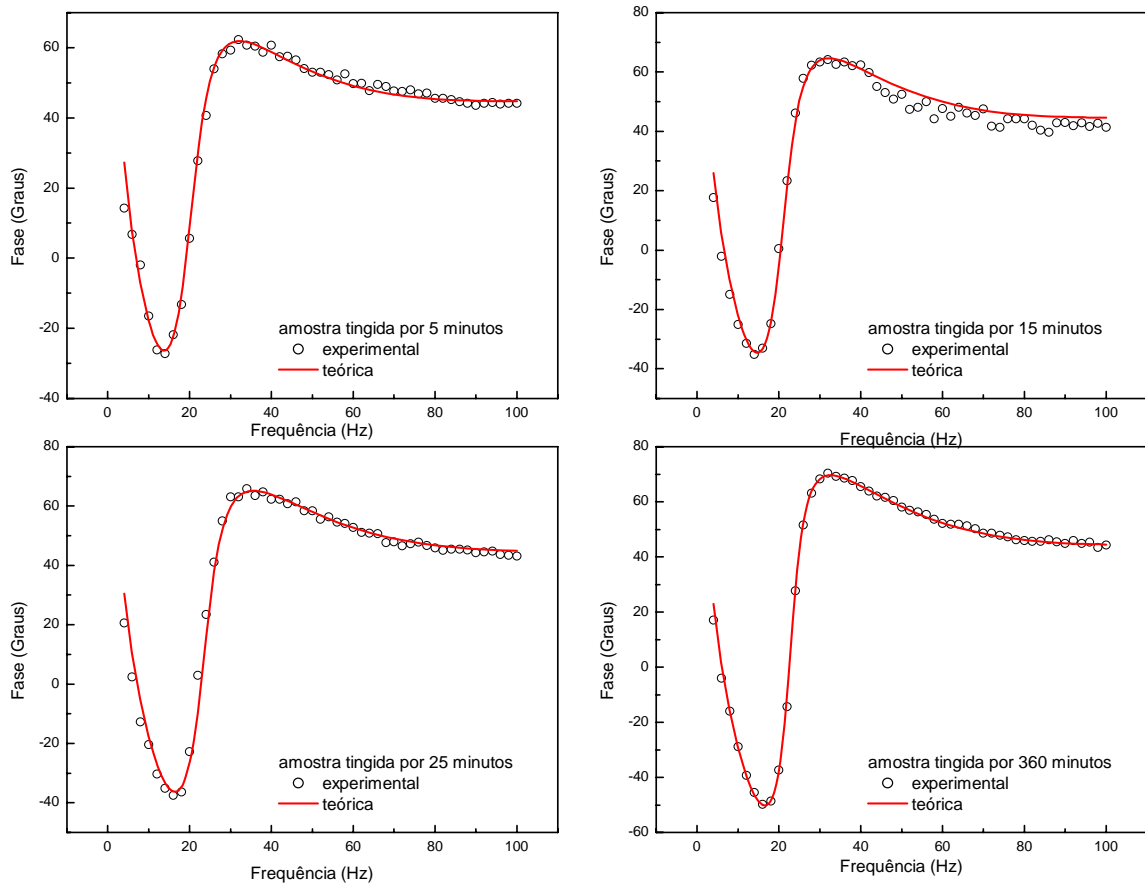 60
40
20
0
-20
-40
0
20
40
60
80
100
Fase (Graus)
Frequência (Hz)
amostra tingida por 5 minutos
experimental
teórica
80
60
40
20
0
-20
-40
0
20
40
60
80
100
Fase (Graus)
Frequência (Hz)
amostra tingida por 15 minutos
experimental
teórica
80
60
40
20
0
-20
-40
0
20
40
60
80
100
Fase (Graus)
Frequência (Hz)
amostra tingida por 25 minutos
experimental
teórica
80
60
40
20
0
-20
-40
-60
0
20
40
60
80
100
Fase (Graus)
Frequência (Hz)
amostra tingida por 360 minutos
experimental
teórica